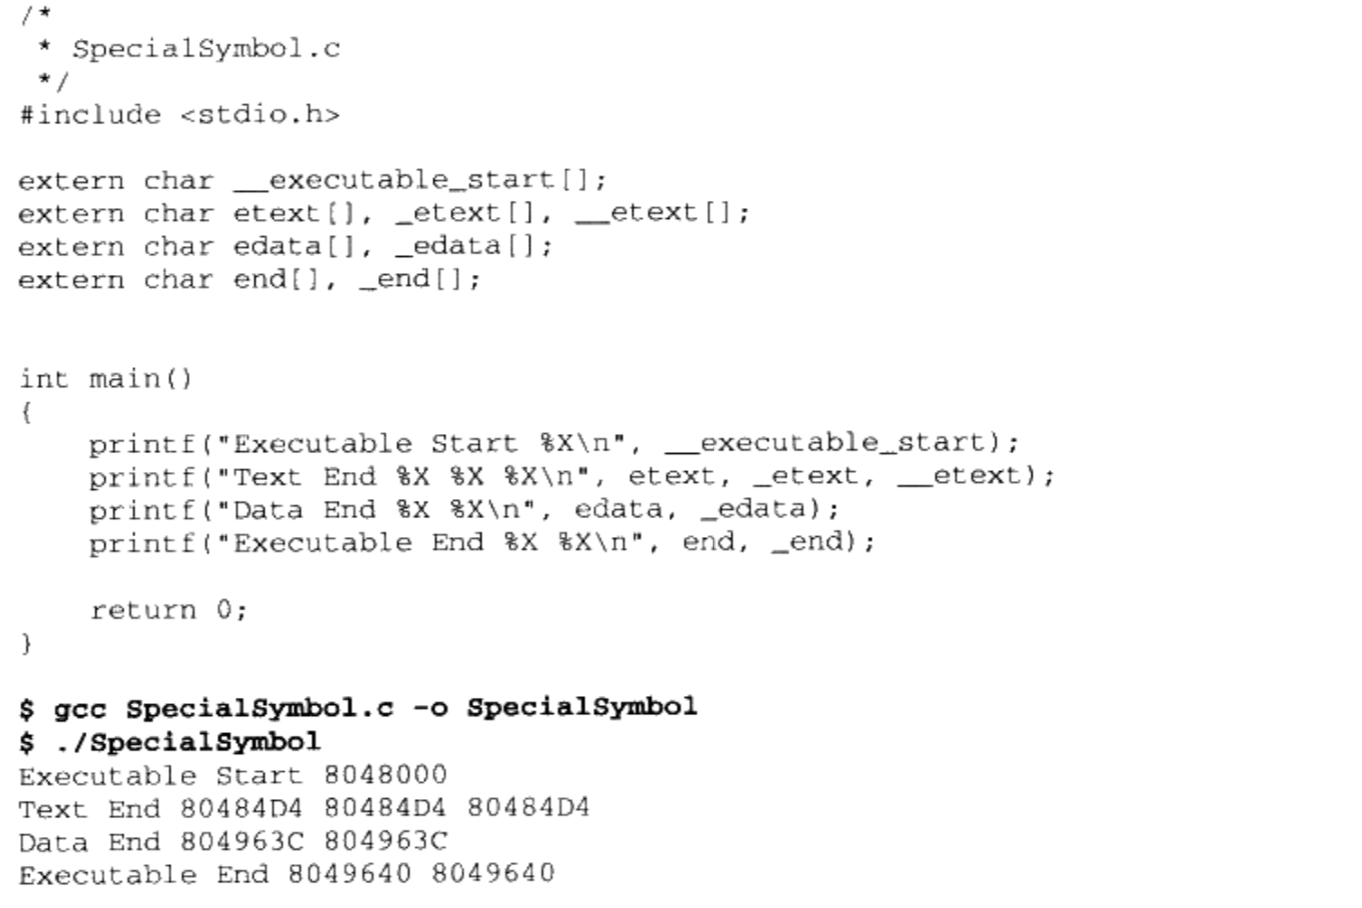 /*
 * SpecialSymbol.c
 */
#include <stdio.h>

extern char __executable_start[];
extern char etext[], _etext[], __etext[];
extern char edata[], _edata[];
extern char end[], _end[];


int main()
{
    printf("Executable Start %X\n", __executable_start);
    printf("Text End %X %X %X\n", etext, _etext, __etext);
    printf("Data End %X %X\n", edata, _edata);
    printf("Executable End %X %X\n", end, _end);

    return 0;
}

$ gcc SpecialSymbol.c -o SpecialSymbol
$ ./SpecialSymbol
Executable Start 8048000
Text End 80484D4 80484D4 80484D4
Data End 804963C 804963C
Executable End 8049640 8049640